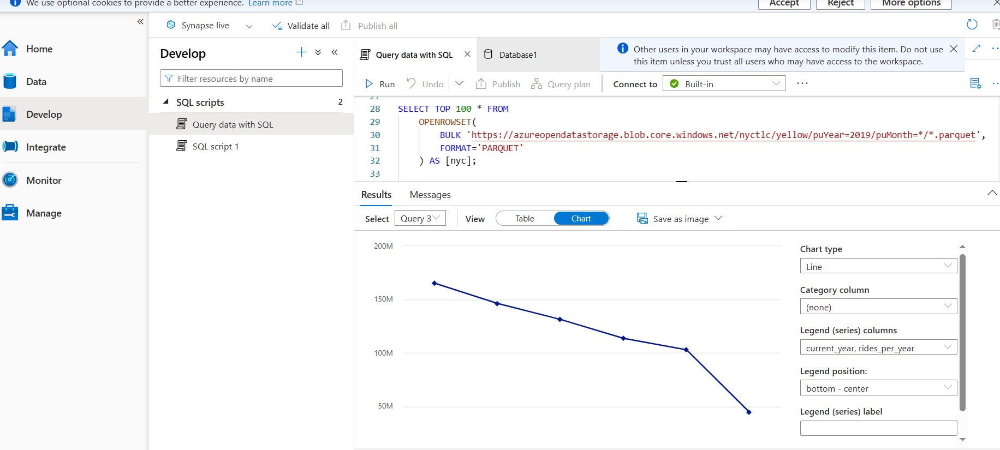 We use optional cookies to provide a better experience. Learn more
Accept
Reject
More options
Synapse live
Validate all
Publish all
Home
Data
Develop
Integrate
Monitor
Manage
Develop
Filter resources by name
SQL scripts 2
Query data with SQL
SQL script 1
Query data with SQL
Database1
Other users in your workspace may have access to modify this item. Do not use
this item unless you trust all users who may have access to the workspace.
Run
Undo
Publish
Query plan
Connect to
Built-in
27
28 SELECT TOP 100 * FROM
29 OPENROWSET(
30 BULK 'https://azureopendatastorage.blob.core.windows.net/nyctlc/yellow/puYear=2019/puMonth=*/*.parquet',
31 FORMAT='PARQUET'
32 ) AS [nyc];
33
Results
Messages
Select
Query 3
View
Table
Chart
Save as image
200M
150M
100M
50M
Chart type
Line
Category column
(none)
Legend (series) columns
current_year, rides_per_year
Legend position:
bottom - center
Legend (series) label